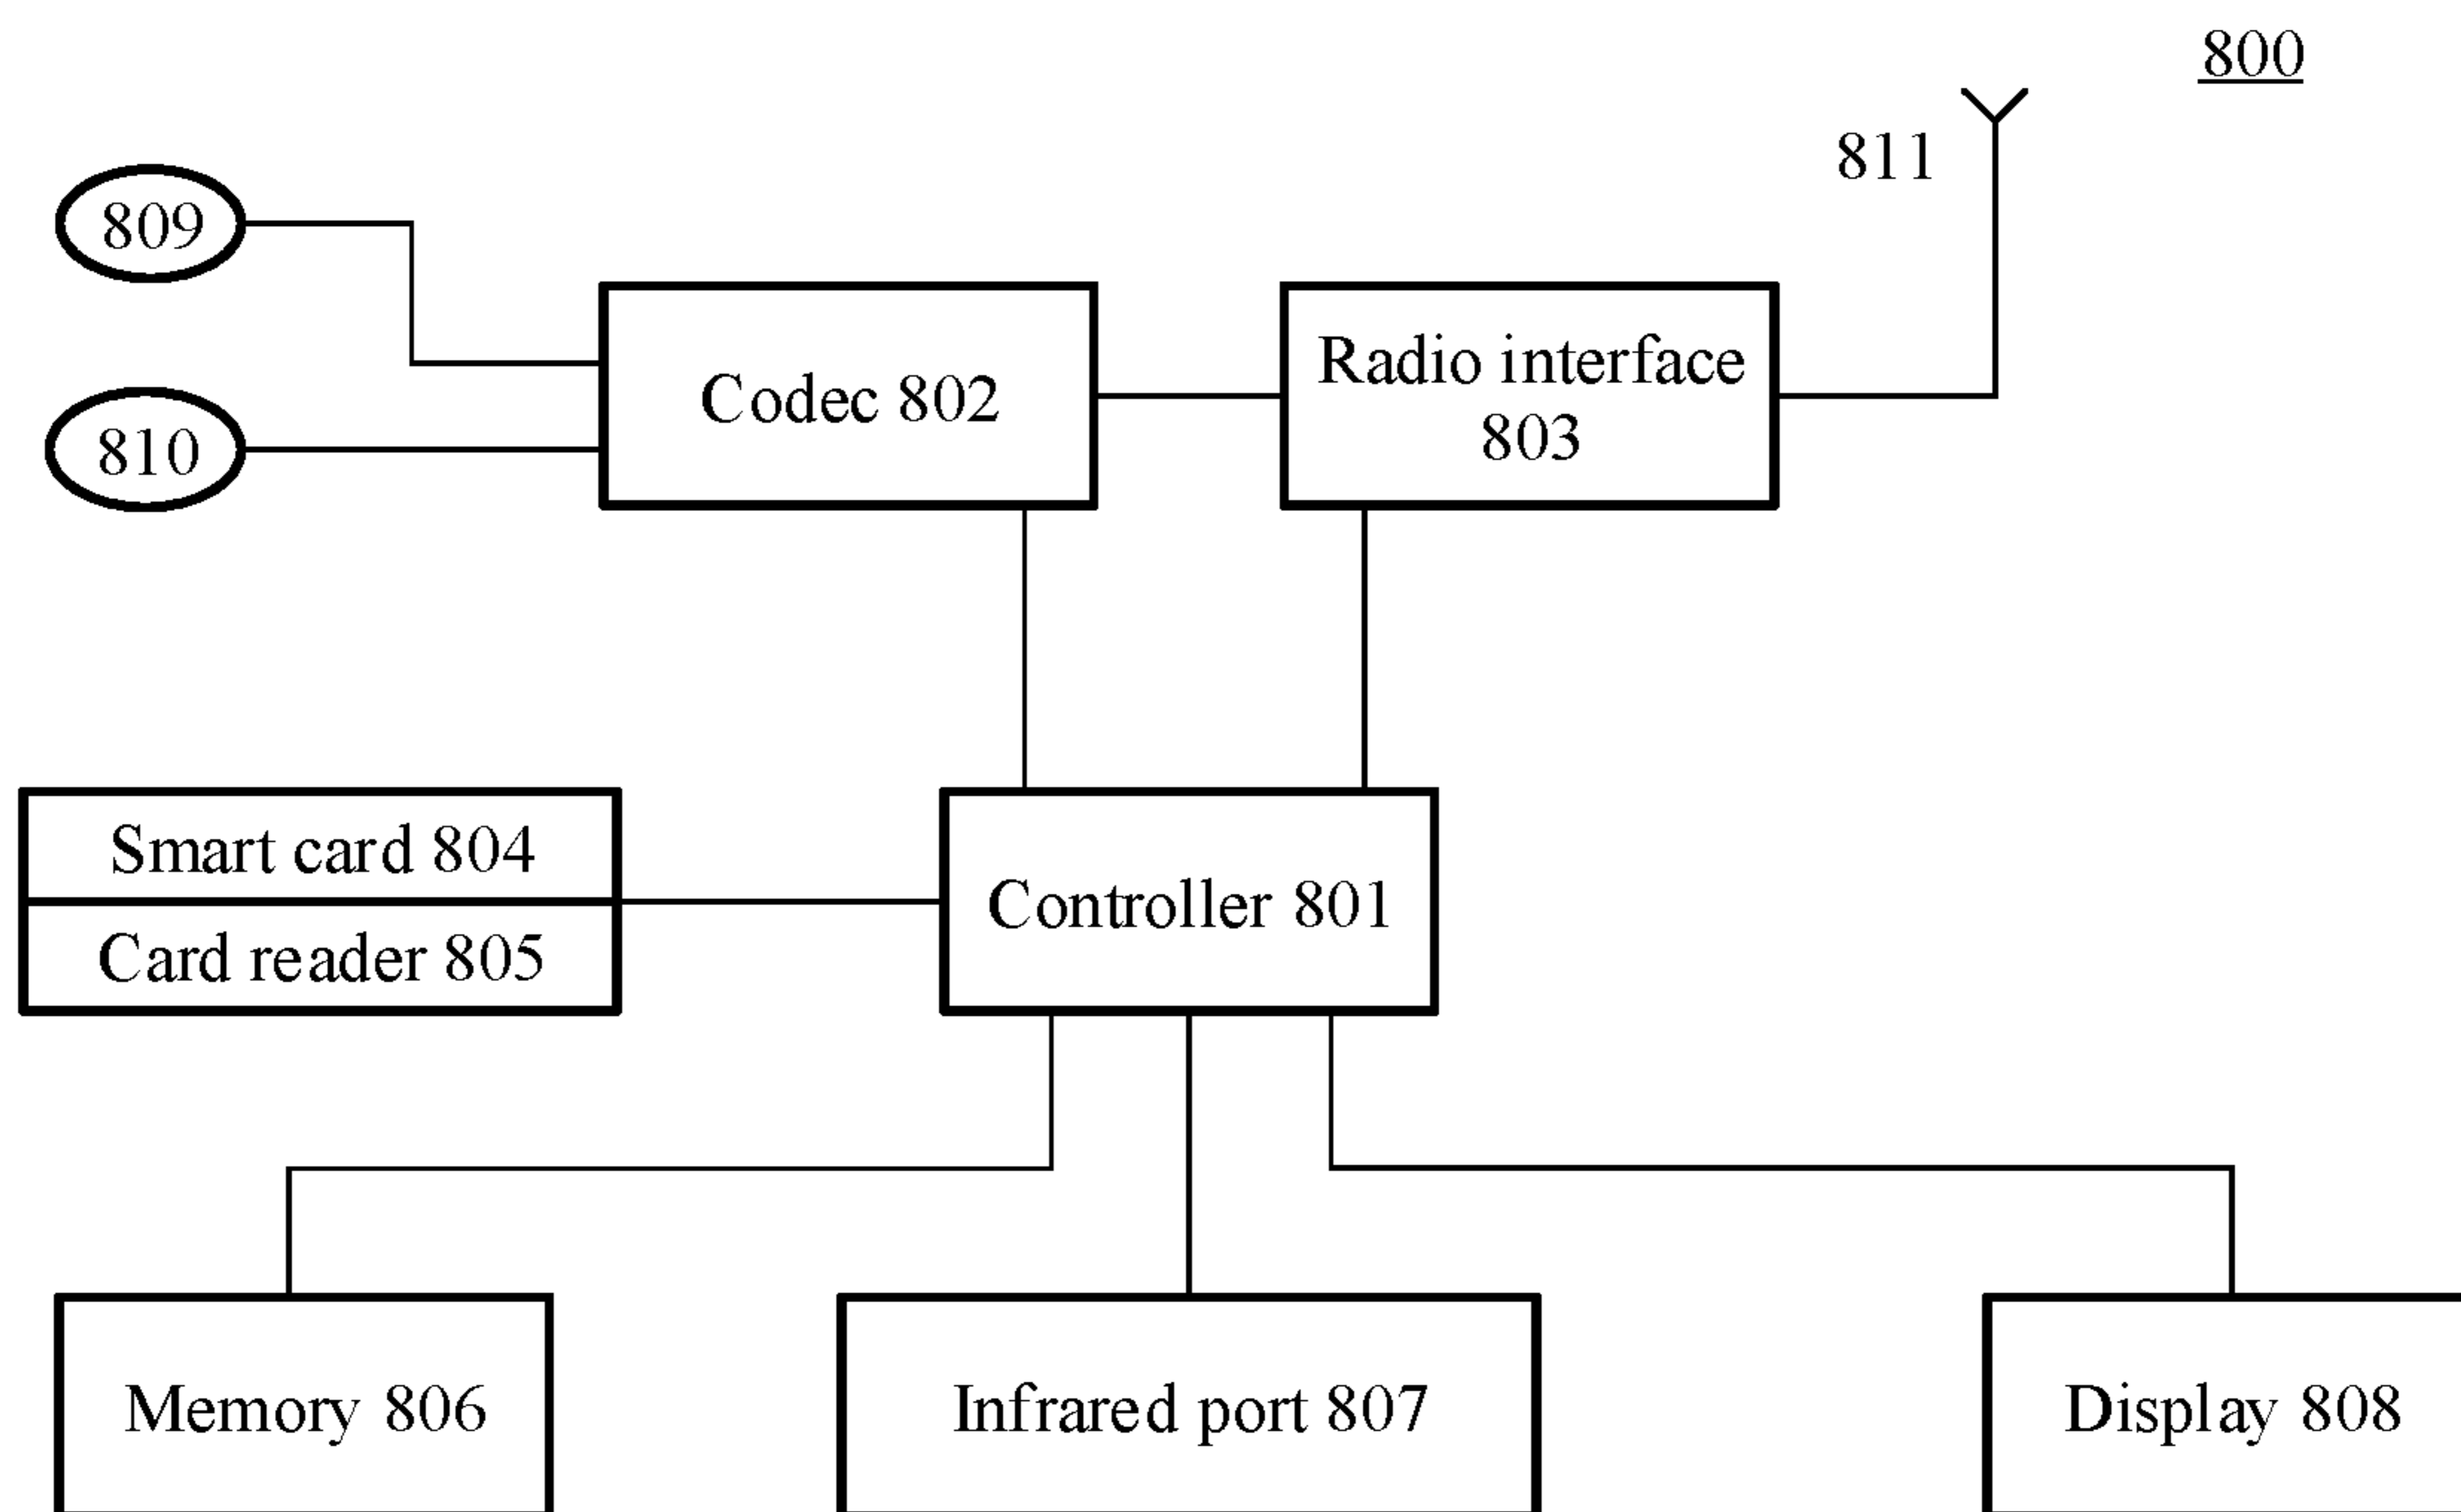 800
811
809
Codec 802
Radio interface
803
810
Smart card 804
Card reader 805
Controller 801
Memory 806
Infrared port 807
Display 808